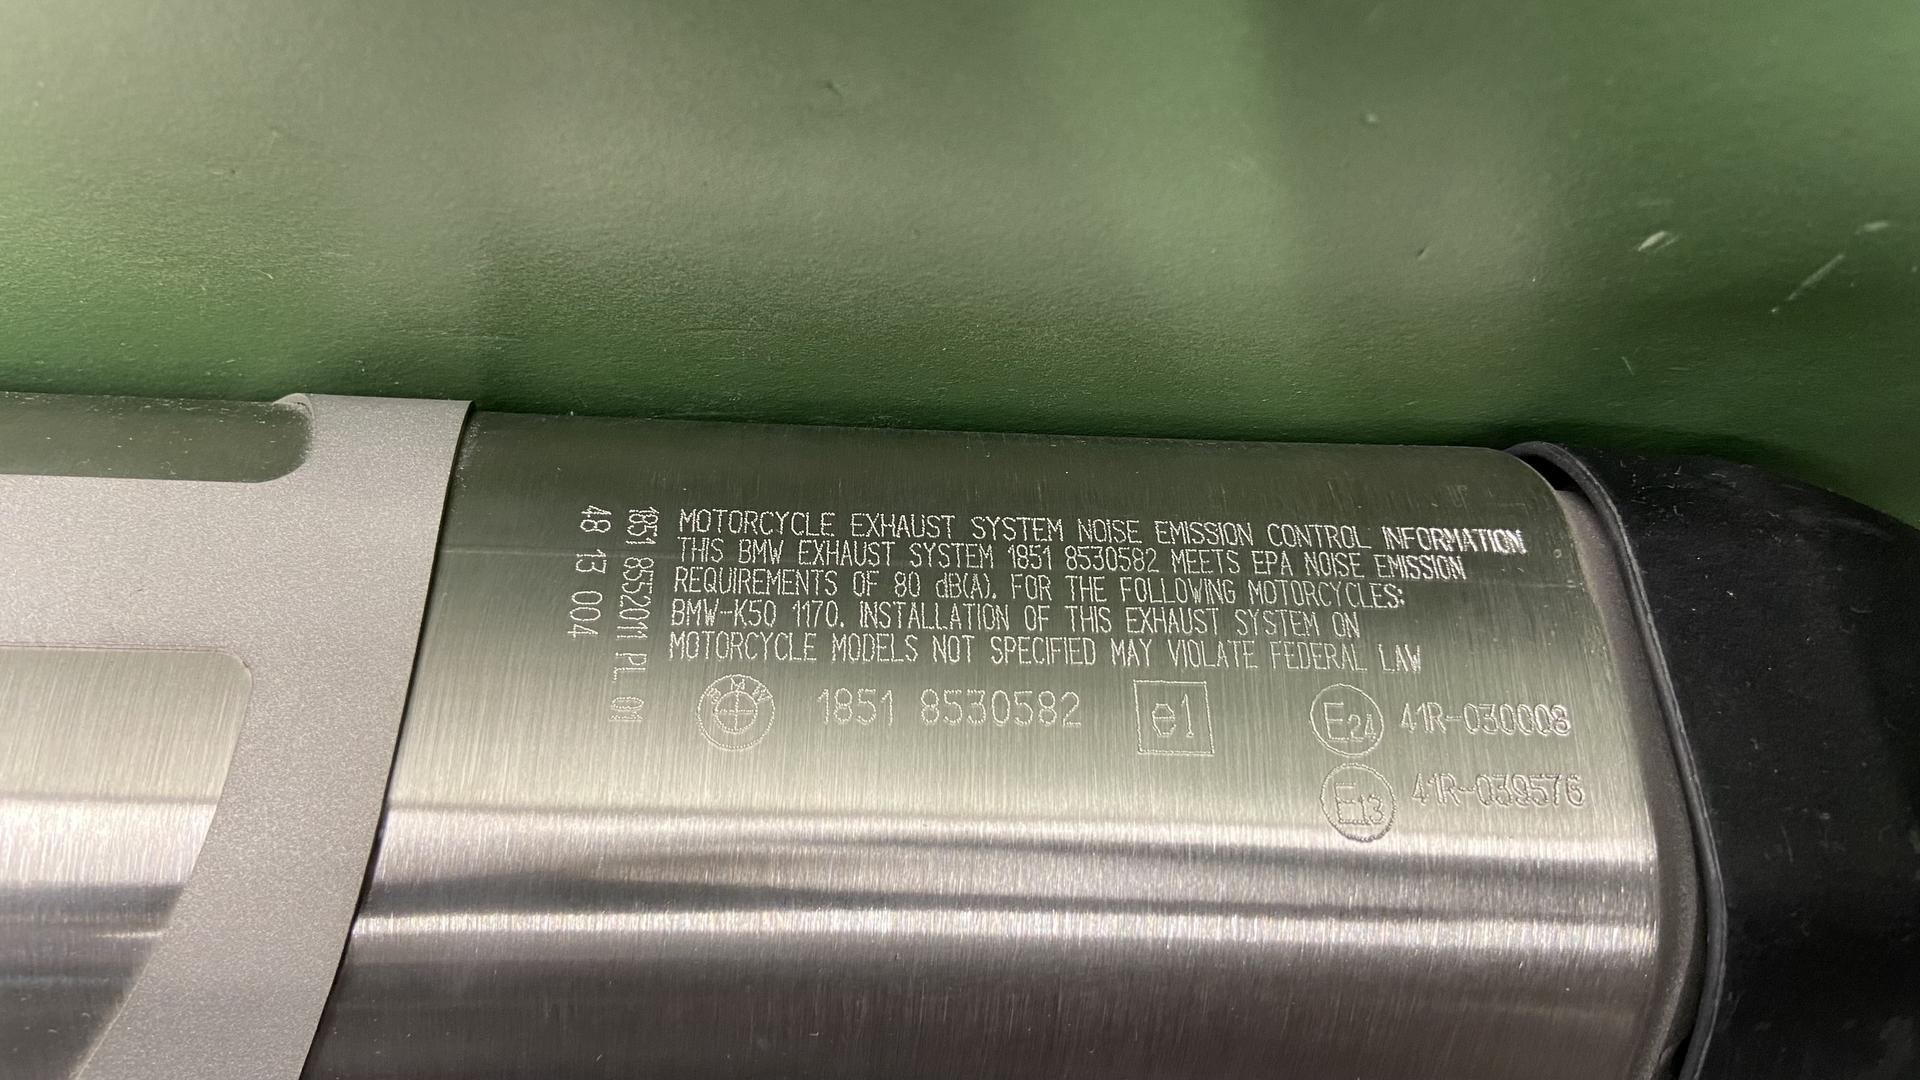 MOTORCYCLE EXHAUST SYSTEM NOISE EMISSION CONTROL INFORMATION
THIS BMW EXHAUST SYSTEM 1851 8530582 MEETS EPA NOISE EMISSION
REQUIREMENTS OF 80 dB(A). FOR THE FOLLOWING MOTORCYCLES:
BMW-K50 1170. INSTALLATION OF THIS EXHAUST SYSTEM ON
MOTORCYCLE MODELS NOT SPECIFIED MAY VIOLATE FEDERAL LAW
BMW 1851 8530582 e1 E24 41R-030008
E13 41R-039576
1851 8552011 PL 01
48 13 004